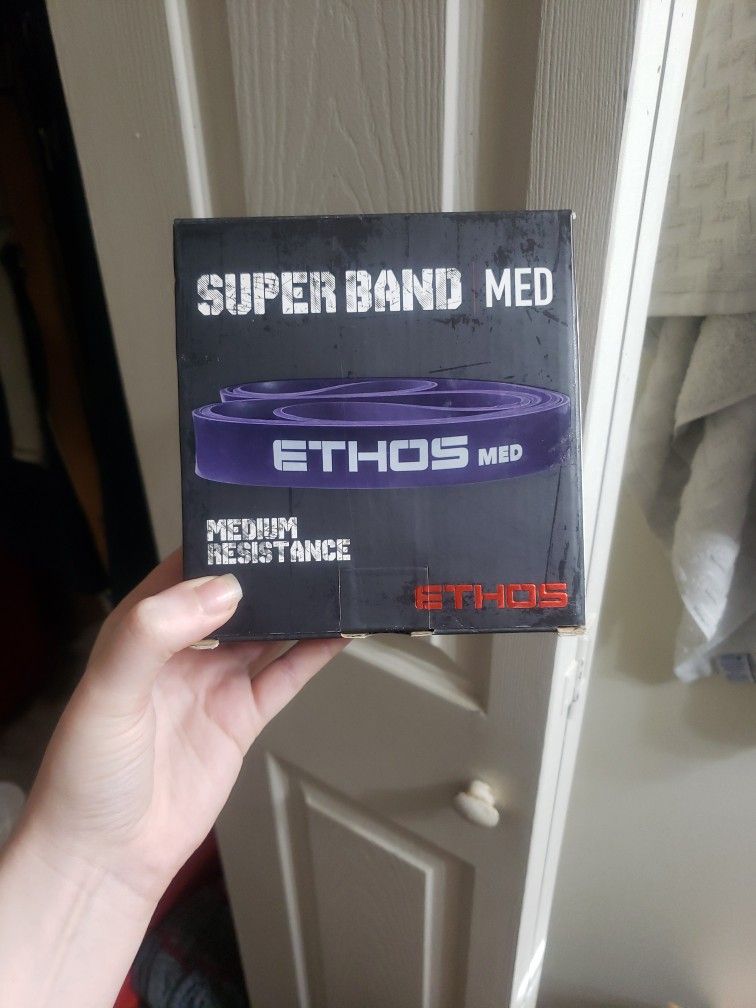 SUPER BAND MED
ETHOS MED
MEDIUM
RESISTANCE
ETHOS